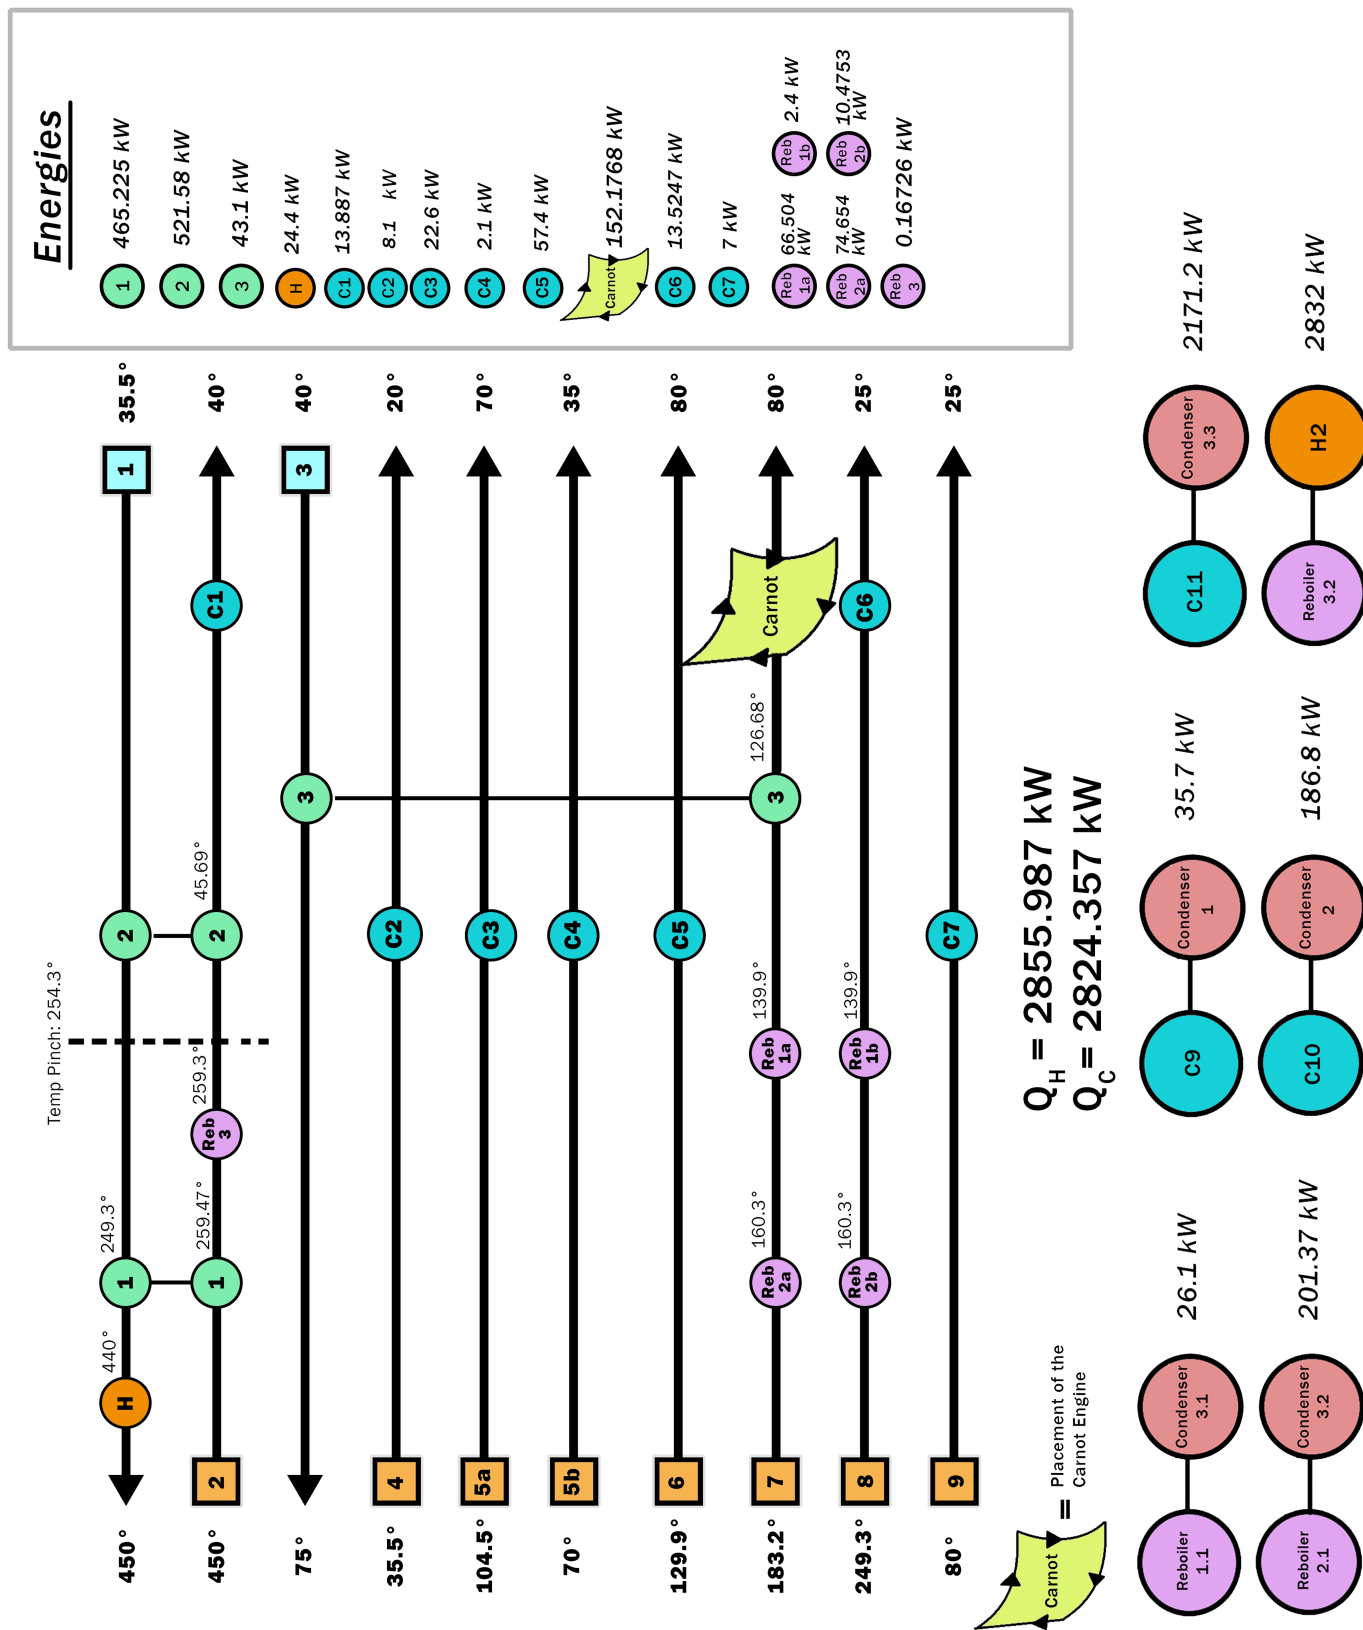 Energies
1 465.225 kW
2 521.58 kW
3 43.1 kW
H 24.4 kW
C1 13.887 kW
C2 8.1 kW
C3 22.6 kW
C4 2.1 kW
C5 57.4 kW
Carnot 152.1768 kW
C6 13.5247 kW
C7 7 kW
Reb 1a 66.504 kW Reb 1b 2.4 kW
Reb 2a 74.654 kW Reb 2b 10.4753 kW
Reb 3 0.16726 kW
Temp Pinch: 254.3°
450° H 440° 1 249.3° 2 1 35.5°
450° 2 1 259.47° Reb 3 259.3° 2 45.69° C1 40°
75° 3 3 40°
35.5° 4 C2 20°
104.5° 5a C3 70°
70° 5b C4 35°
129.9° 6 C5 80°
183.2° 7 Reb 2a 160.3° Reb 1a 139.9° 3 126.68° Carnot 80°
249.3° 8 Reb 2b 160.3° Reb 1b 139.9° C6 25°
80° 9 C7 25°
Carnot = Placement of the
Carnot Engine
QH = 2855.987 kW
QC = 2824.357 kW
Reboiler 1.1 Condenser 3.1 26.1 kW
C9 Condenser 1 35.7 kW
C11 Condenser 3.3 2171.2 kW
Reboiler 2.1 Condenser 3.2 201.37 kW
C10 Condenser 2 186.8 kW
Reboiler 3.2 H2 2832 kW